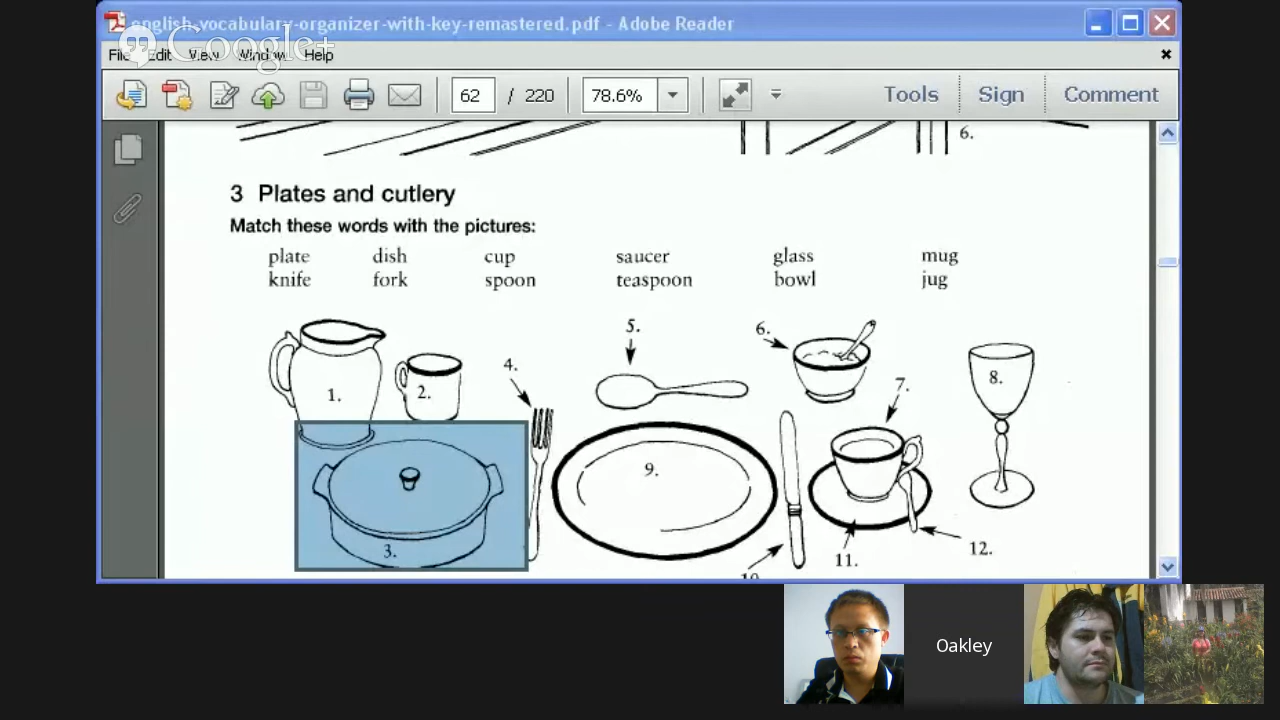 english-vocabulary-organizer-with-key-remastered.pdf - Adobe Reader
Google+
File Edit View Window Help
62 / 220 78.6% Tools Sign Comment
6.
3 Plates and cutlery
Match these words with the pictures:
plate dish cup saucer glass mug
knife fork spoon teaspoon bowl jug
5. 6.
4. 7.
1. 2. 8.
9.
3. 11. 12.
10.
Oakley